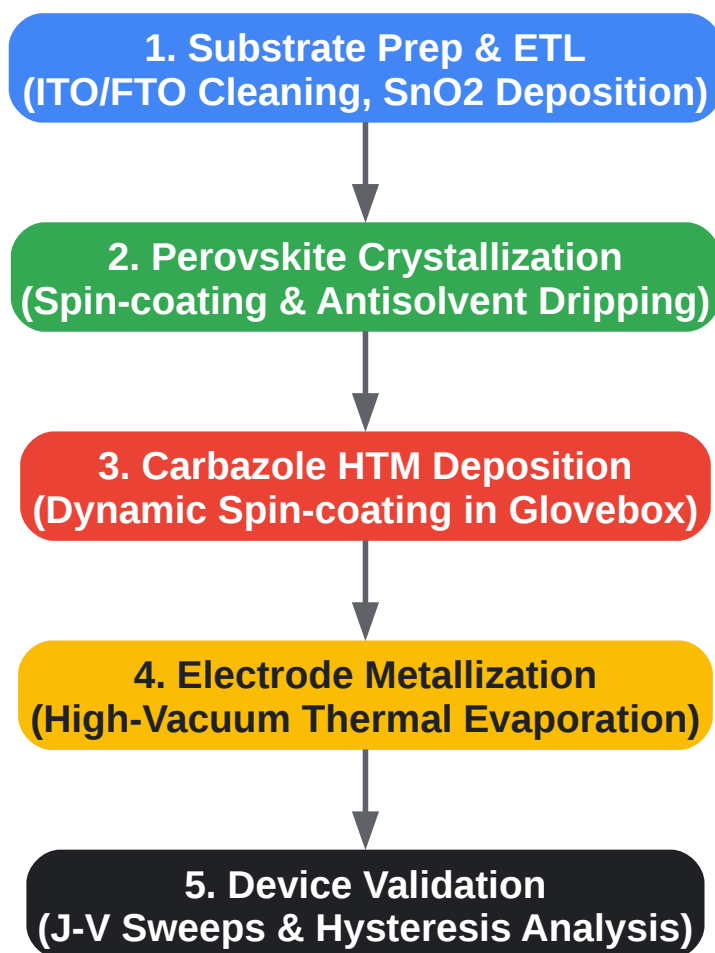 1. Substrate Prep & ETL
(ITO/FTO Cleaning, SnO2 Deposition)
2. Perovskite Crystallization
(Spin-coating & Antisolvent Dripping)
3. Carbazole HTM Deposition
(Dynamic Spin-coating in Glovebox)
4. Electrode Metallization
(High-Vacuum Thermal Evaporation)
5. Device Validation
(J-V Sweeps & Hysteresis Analysis)